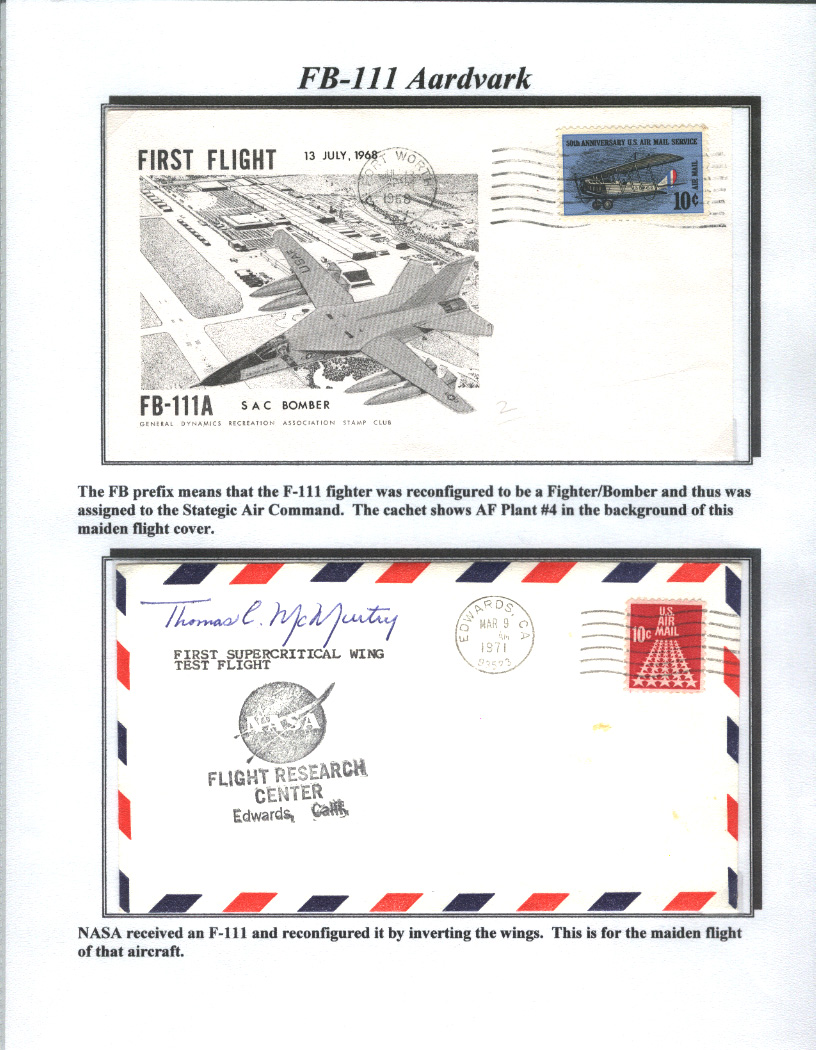 FB-111 Aardvark
FIRST FLIGHT
13 JULY, 1968
FORT WORTH
1968
50th ANNIVERSARY U.S. AIR MAIL SERVICE
AIR MAIL
10¢
USAF
FB-111A
SAC BOMBER
GENERAL DYNAMICS RECREATION ASSOCIATION STAMP CLUB
2
The FB prefix means that the F-111 fighter was reconfigured to be a Fighter/Bomber and thus was
assigned to the Stategic Air Command. The cachet shows AF Plant #4 in the background of this
maiden flight cover.
Thomas C. McMurtry
FIRST SUPERCRITICAL WING
TEST FLIGHT
NASA
FLIGHT RESEARCH
CENTER
Edwards, Calif.
EDWARDS, CA
MAR 9
AM
1971
93523
U.S.
AIR
10c MAIL
NASA received an F-111 and reconfigured it by inverting the wings. This is for the maiden flight
of that aircraft.